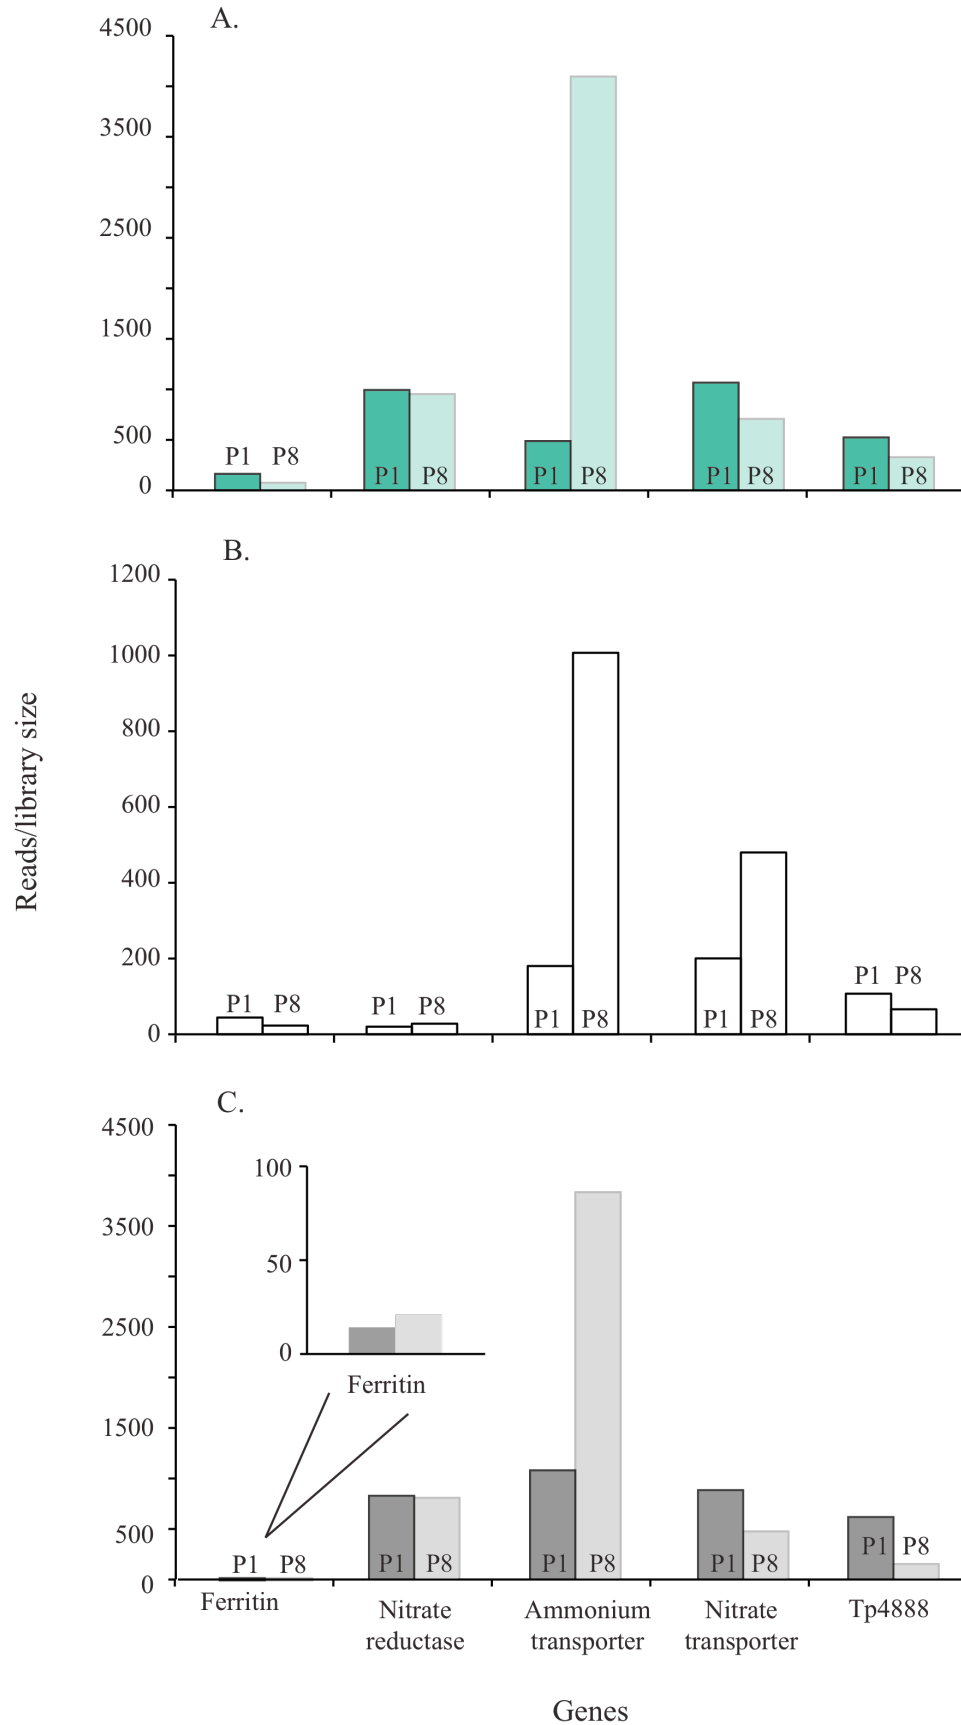 A.
4500
3500
2500
1500
500
0
P1 P8
P1 P8
P1 P8
P1 P8
P1 P8
B.
1200
1000
800
600
400
200
0
P1 P8
P1 P8
P1 P8
P1 P8
P1 P8
Reads/library size
C.
4500
3500
2500
1500
500
0
100
50
0
Ferritin
P1 P8
P1 P8
P1 P8
P1 P8
P1 P8
Ferritin
Nitrate
reductase
Ammonium
transporter
Nitrate
transporter
Tp4888
Genes